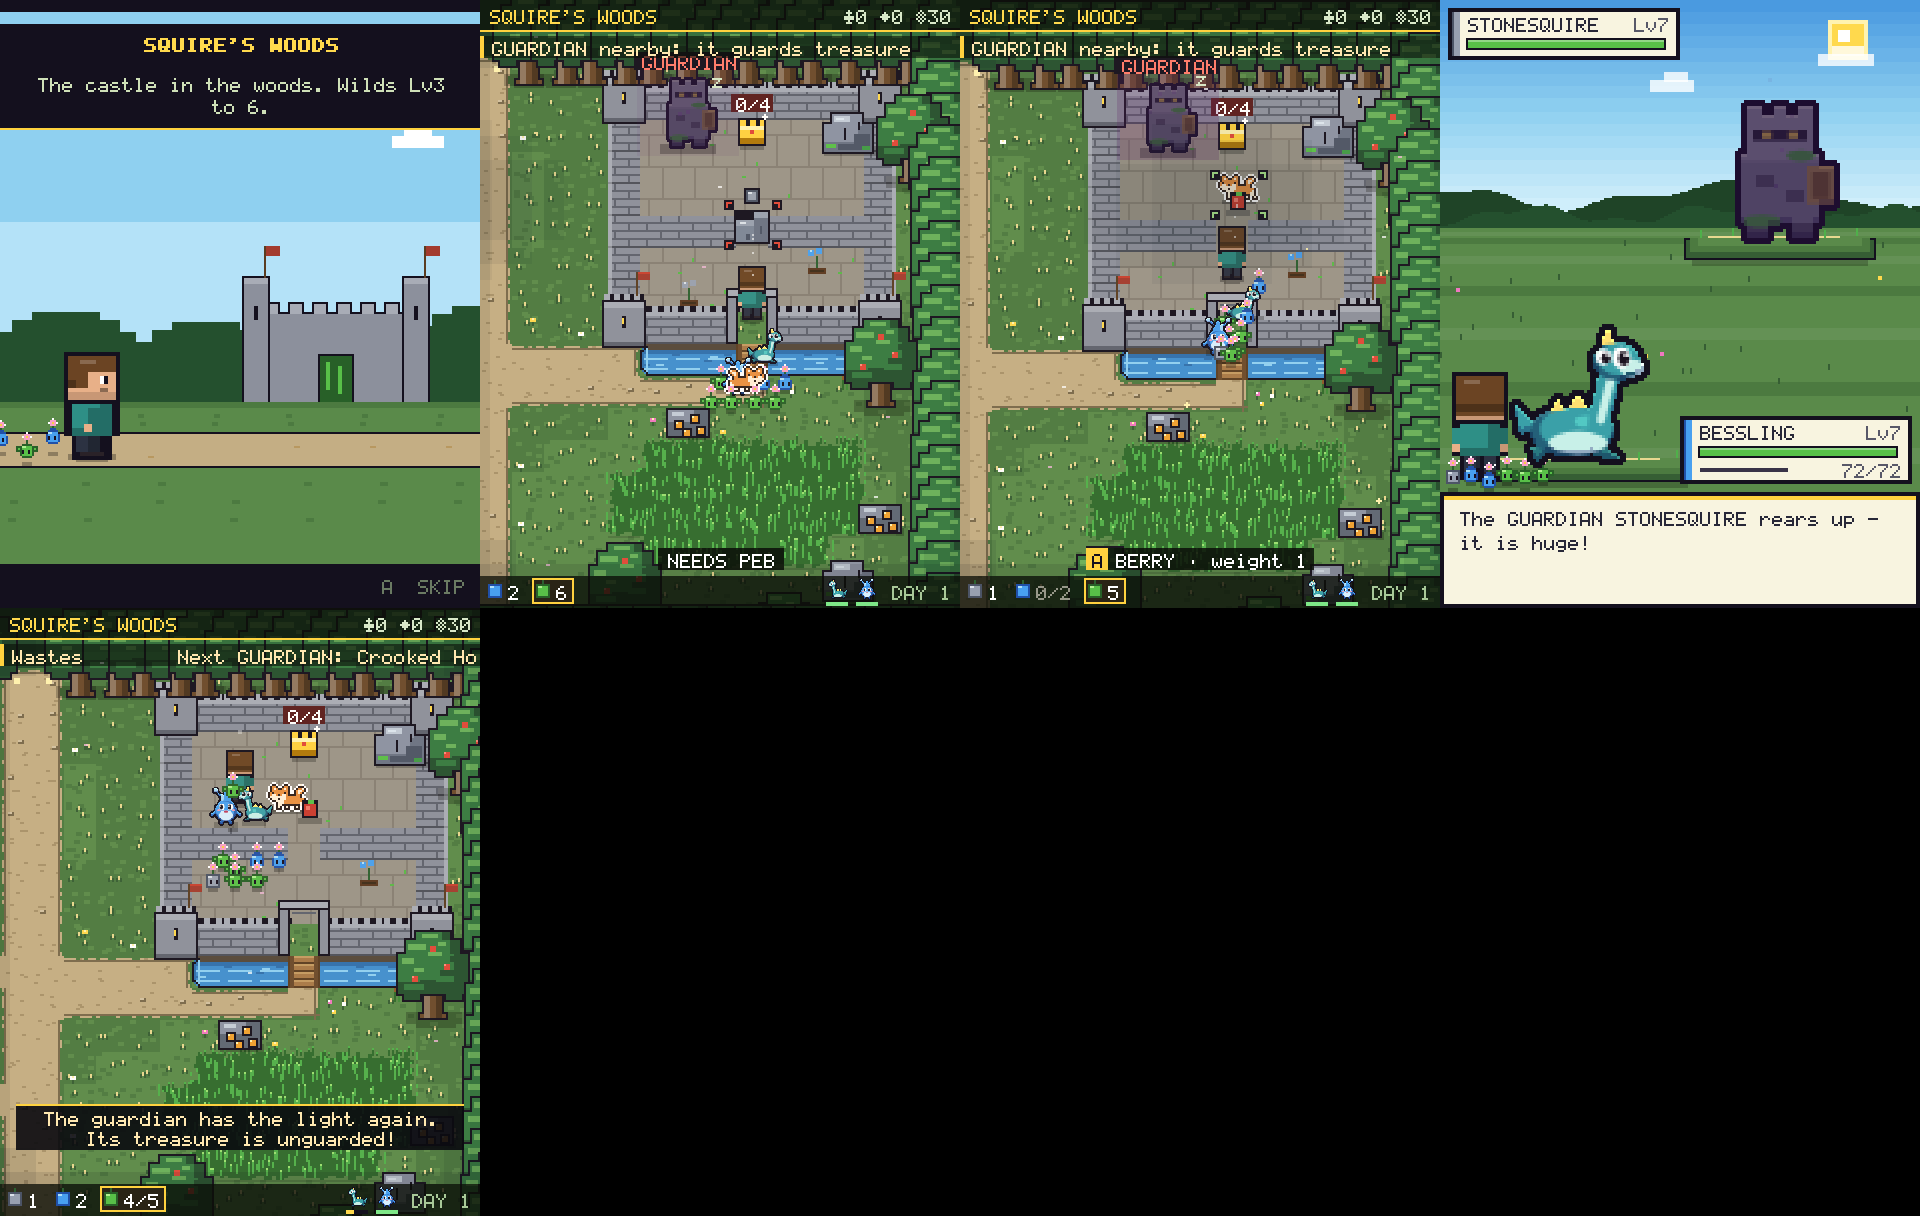 SQUIRE'S WOODS
The castle in the woods. Wilds Lv3
to 6.
A SKIP
SQUIRE'S WOODS
0 0 30
GUARDIAN nearby: it guards treasure
GUARDIAN
z
0/4
NEEDS PEB
2 6 DAY 1
SQUIRE'S WOODS
0 0 30
GUARDIAN nearby: it guards treasure
GUARDIAN
z
0/4
A BERRY · weight 1
1 0/2 5 DAY 1
STONESQUIRE Lv7
BESSLING Lv7
72/72
The GUARDIAN STONESQUIRE rears up -
it is huge!
SQUIRE'S WOODS
0 0 30
Wastes Next GUARDIAN: Crooked Ho
0/4
The guardian has the light again.
Its treasure is unguarded!
1 2 4/5 DAY 1